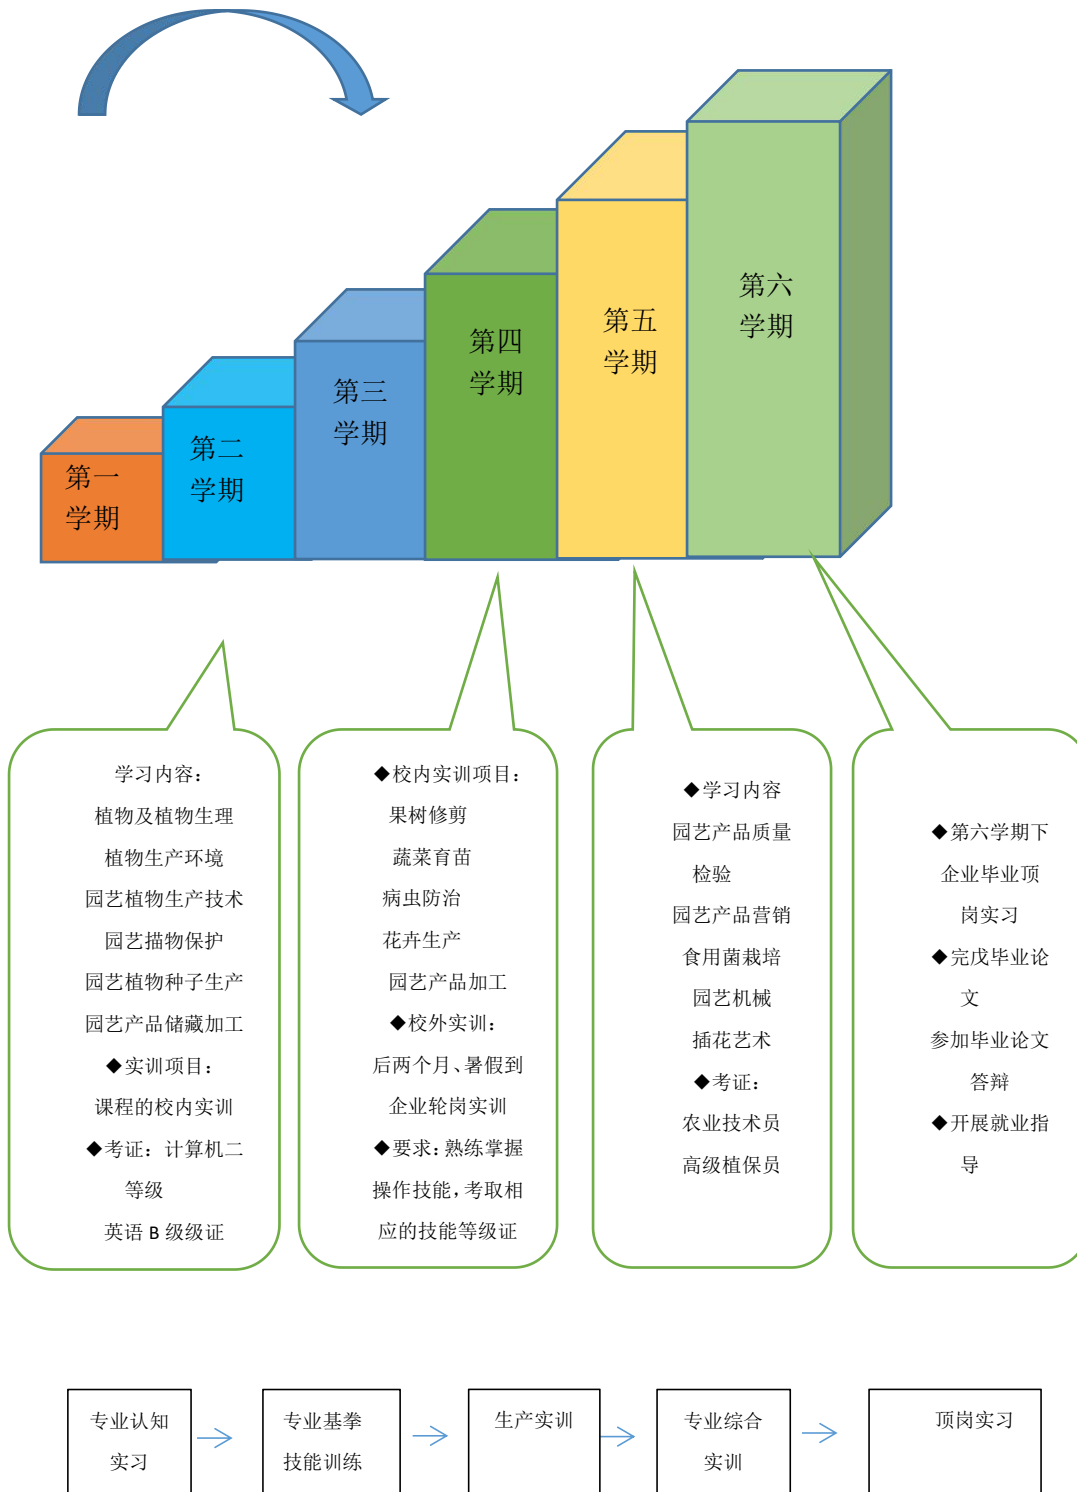 第一
学期
第二
学期
第三
学期
第四
学期
第五
学期
第六
学期
学习内容：
植物及植物生理
植物生产环境
园艺植物生产技术
园艺描物保护
园艺植物种子生产
园艺产品储藏加工
◆实训项目：
课程的校内实训
◆考证：计算机二
等级
英语 B 级级证
◆校内实训项目：
果树修剪
蔬菜育苗
病虫防治
花卉生产
园艺产品加工
◆校外实训：
后两个月、暑假到
企业轮岗实训
◆要求：熟练掌握
操作技能，考取相
应的技能等级证
◆学习内容
园艺产品质量
检验
园艺产品营销
食用菌栽培
园艺机械
插花艺术
◆考证：
农业技术员
高级植保员
◆第六学期下
企业毕业顶
岗实习
◆完戊毕业论
文
参加毕业论文
答辩
◆开展就业指
导
专业认知
实习
专业基拳
技能训练
生产实训
专业综合
实训
顶岗实习